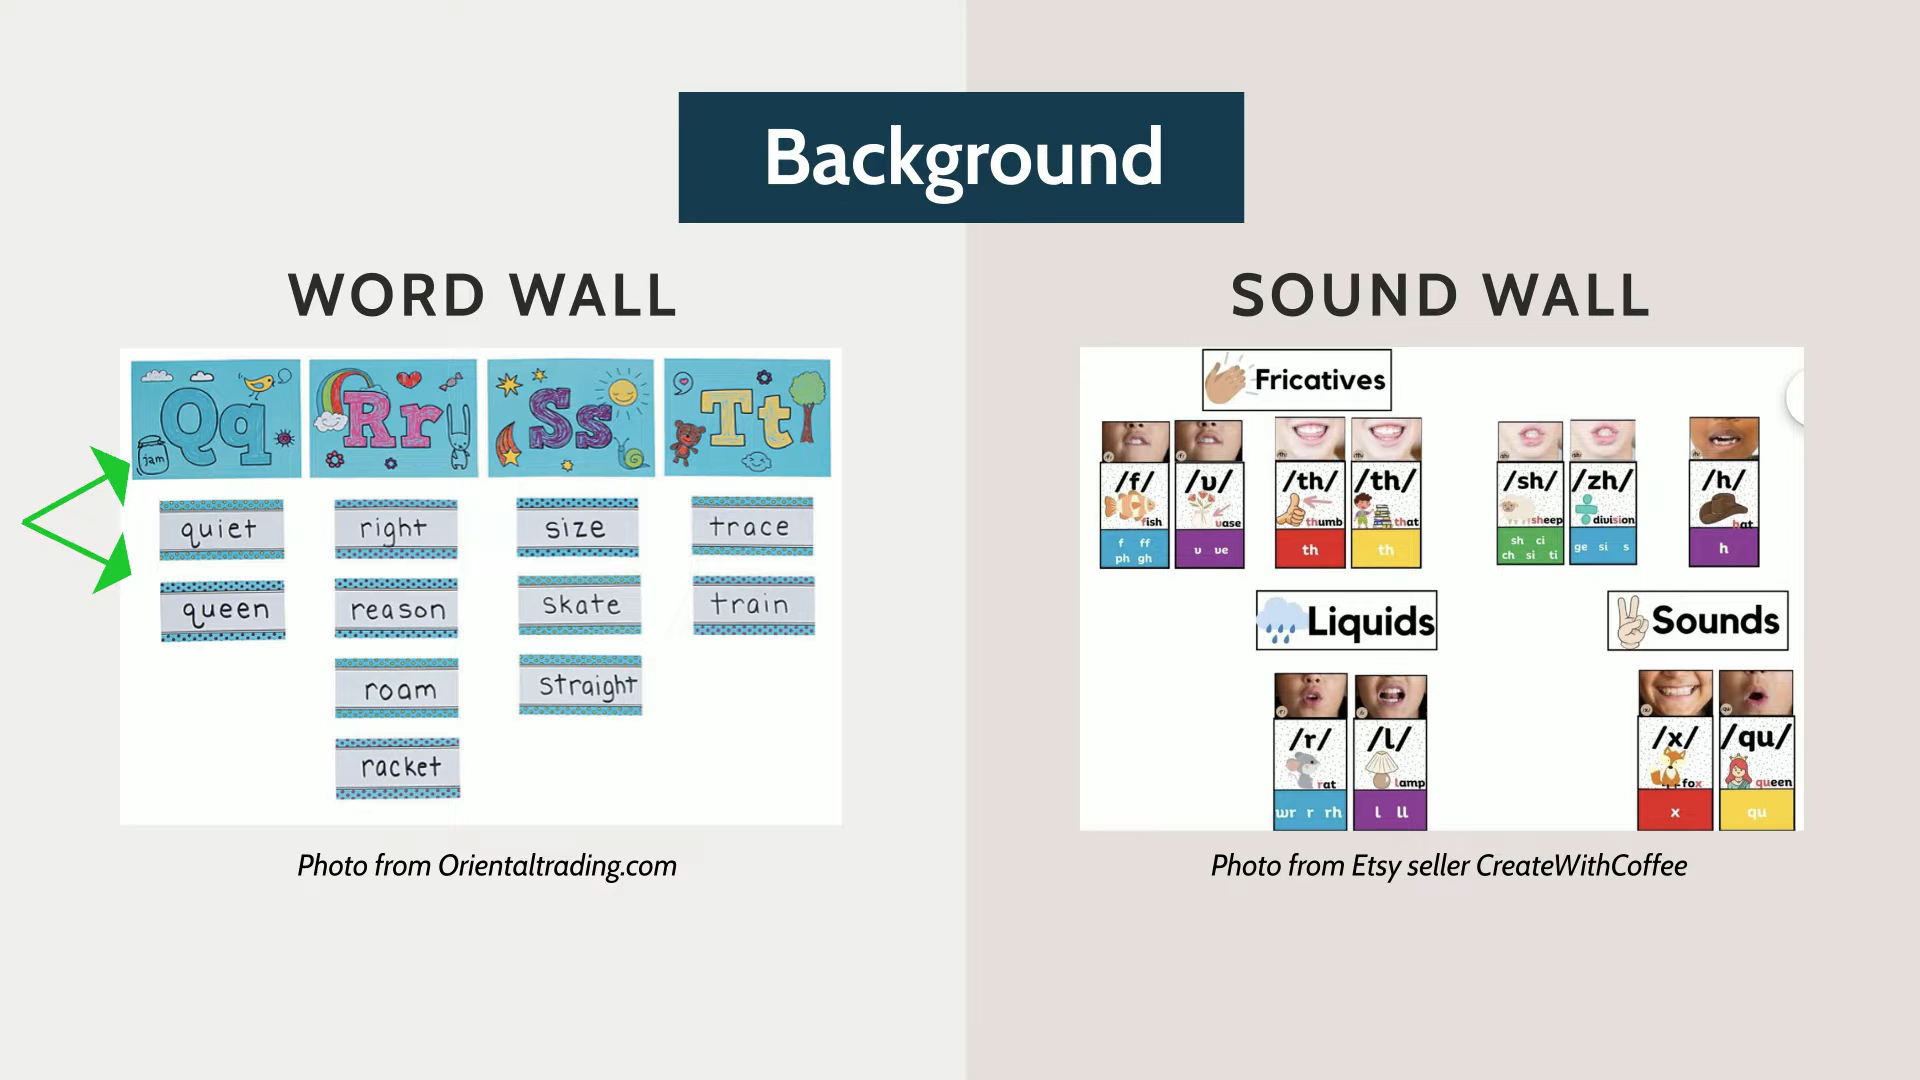 Background
WORD WALL
Qq
jam
Rr
Ss
Tt
quiet
right
size
trace
queen
reason
skate
train
roam
straight
racket
Photo from Orientaltrading.com
SOUND WALL
Fricatives
/f/ /v/ /th/ /th/ /sh/ /zh/ /h/
fish vase thumb that sheep division hat
f ff
ph gh
v ve
th
th
sh ci
ch si ti
ge si s
h
Liquids
Sounds
/r/ /l/ /x/ /qu/
rat lamp fox queen
wr r rh
l ll
x
qu
Photo from Etsy seller CreateWithCoffee